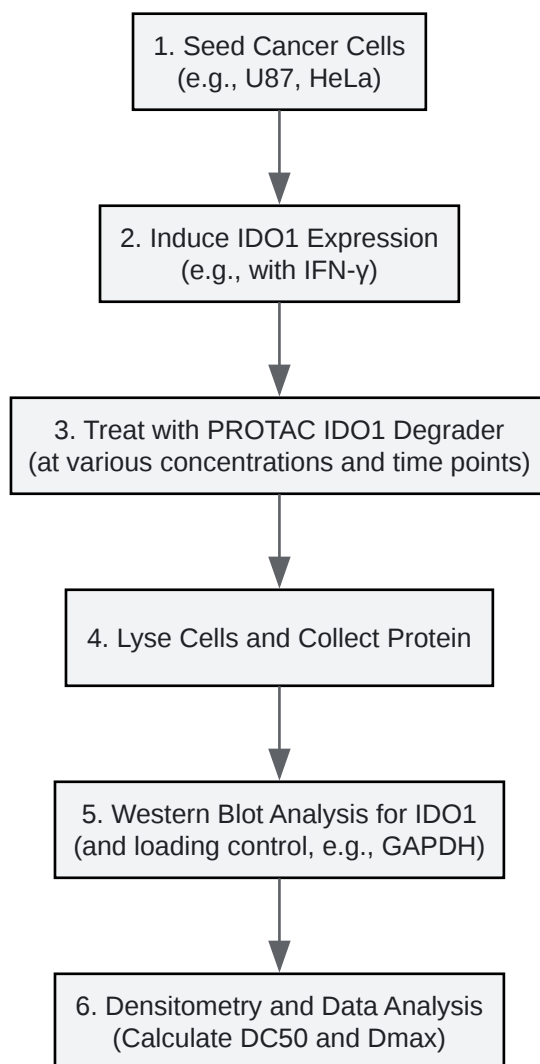 1. Seed Cancer Cells
(e.g., U87, HeLa)
2. Induce IDO1 Expression
(e.g., with IFN-γ)
3. Treat with PROTAC IDO1 Degrader
(at various concentrations and time points)
4. Lyse Cells and Collect Protein
5. Western Blot Analysis for IDO1
(and loading control, e.g., GAPDH)
6. Densitometry and Data Analysis
(Calculate DC50 and Dmax)